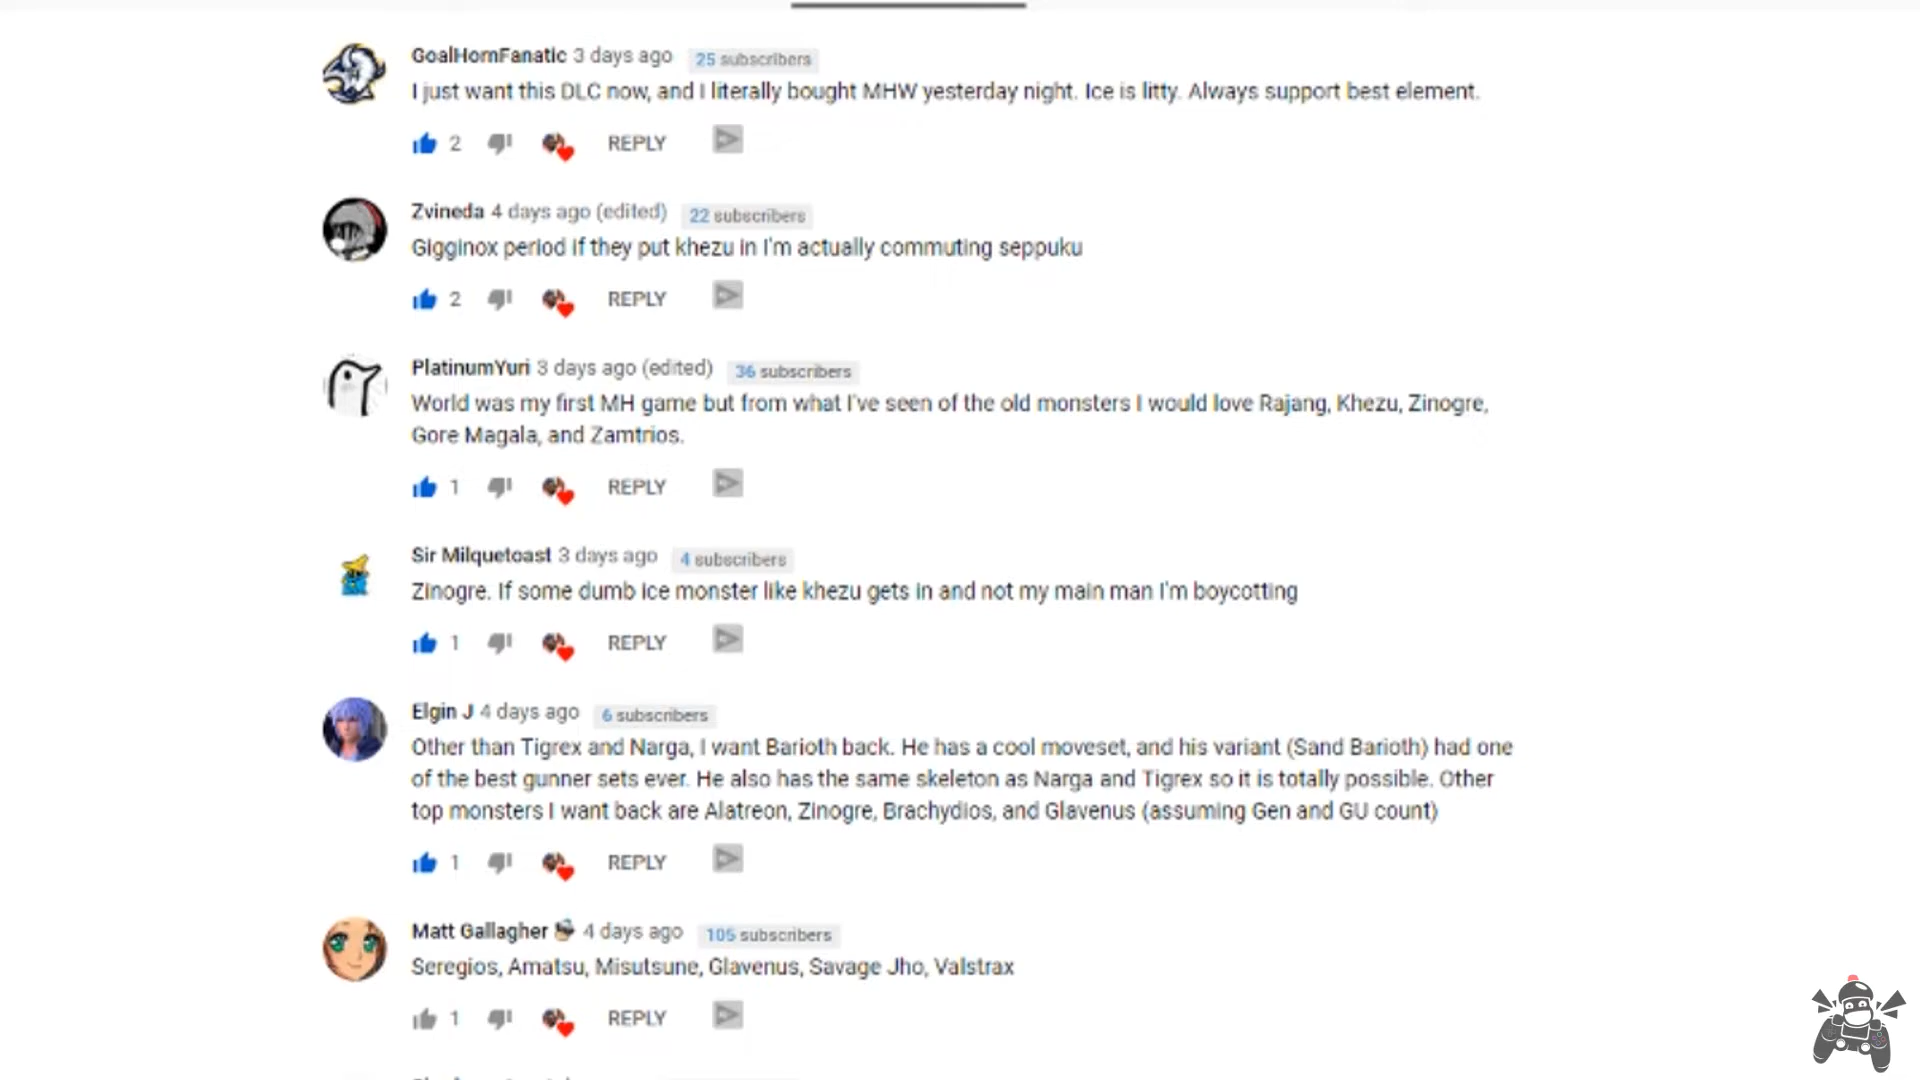 GoalHornFanatic 3 days ago 25 subscribers
I just want this DLC now, and I literally bought MHW yesterday night. Ice is litty. Always support best element.
2 REPLY
Zvineda 4 days ago (edited) 22 subscribers
Gigginox period if they put khezu in I'm actually commuting seppuku
2 REPLY
PlatinumYuri 3 days ago (edited) 36 subscribers
World was my first MH game but from what I've seen of the old monsters I would love Rajang, Khezu, Zinogre,
Gore Magala, and Zamtrios.
1 REPLY
Sir Milquetoast 3 days ago 4 subscribers
Zinogre. If some dumb ice monster like khezu gets in and not my main man I'm boycotting
1 REPLY
Elgin J 4 days ago 6 subscribers
Other than Tigrex and Narga, I want Barioth back. He has a cool moveset, and his variant (Sand Barioth) had one
of the best gunner sets ever. He also has the same skeleton as Narga and Tigrex so it is totally possible. Other
top monsters I want back are Alatreon, Zinogre, Brachydios, and Glavenus (assuming Gen and GU count)
1 REPLY
Matt Gallagher 4 days ago 105 subscribers
Seregios, Amatsu, Misutsune, Glavenus, Savage Jho, Valstrax
1 REPLY